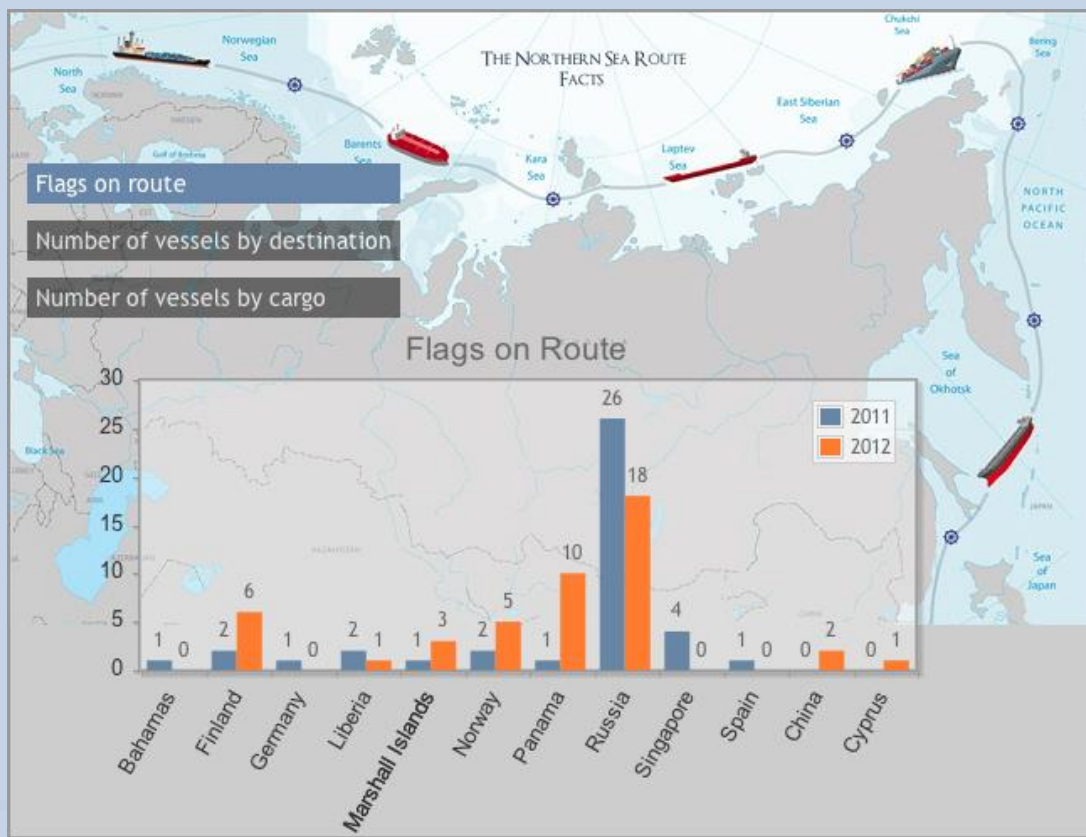 Chukchi
Sea
Norwegian
Sea
Bering
Sea
THE NORTHERN SEA ROUTE
FACTS
North
Sea
NORWAY
SWEDEN
East Siberian
Sea
Barents
Sea
Laptev
Sea
Kara
Sea
Gulf of Bothnia
Flags on route
NORTH
PACIFIC
OCEAN
Number of vessels by destination
Number of vessels by cargo
Flags on Route
Sea
of
Okhotsk
30
25
20
15
10
5
0
2011
2012
Black Sea
KAZAKHSTAN
JAPAN
CHINA
Sea
of
Japan
1 0
2 6
1 0
2 1
1 3
2 5
1 10
26 18
4 0
1 0
0 2
0 1
Bahamas
Finland
Germany
Liberia
Marshall Islands
Norway
Panama
Russia
Singapore
Spain
China
Cyprus